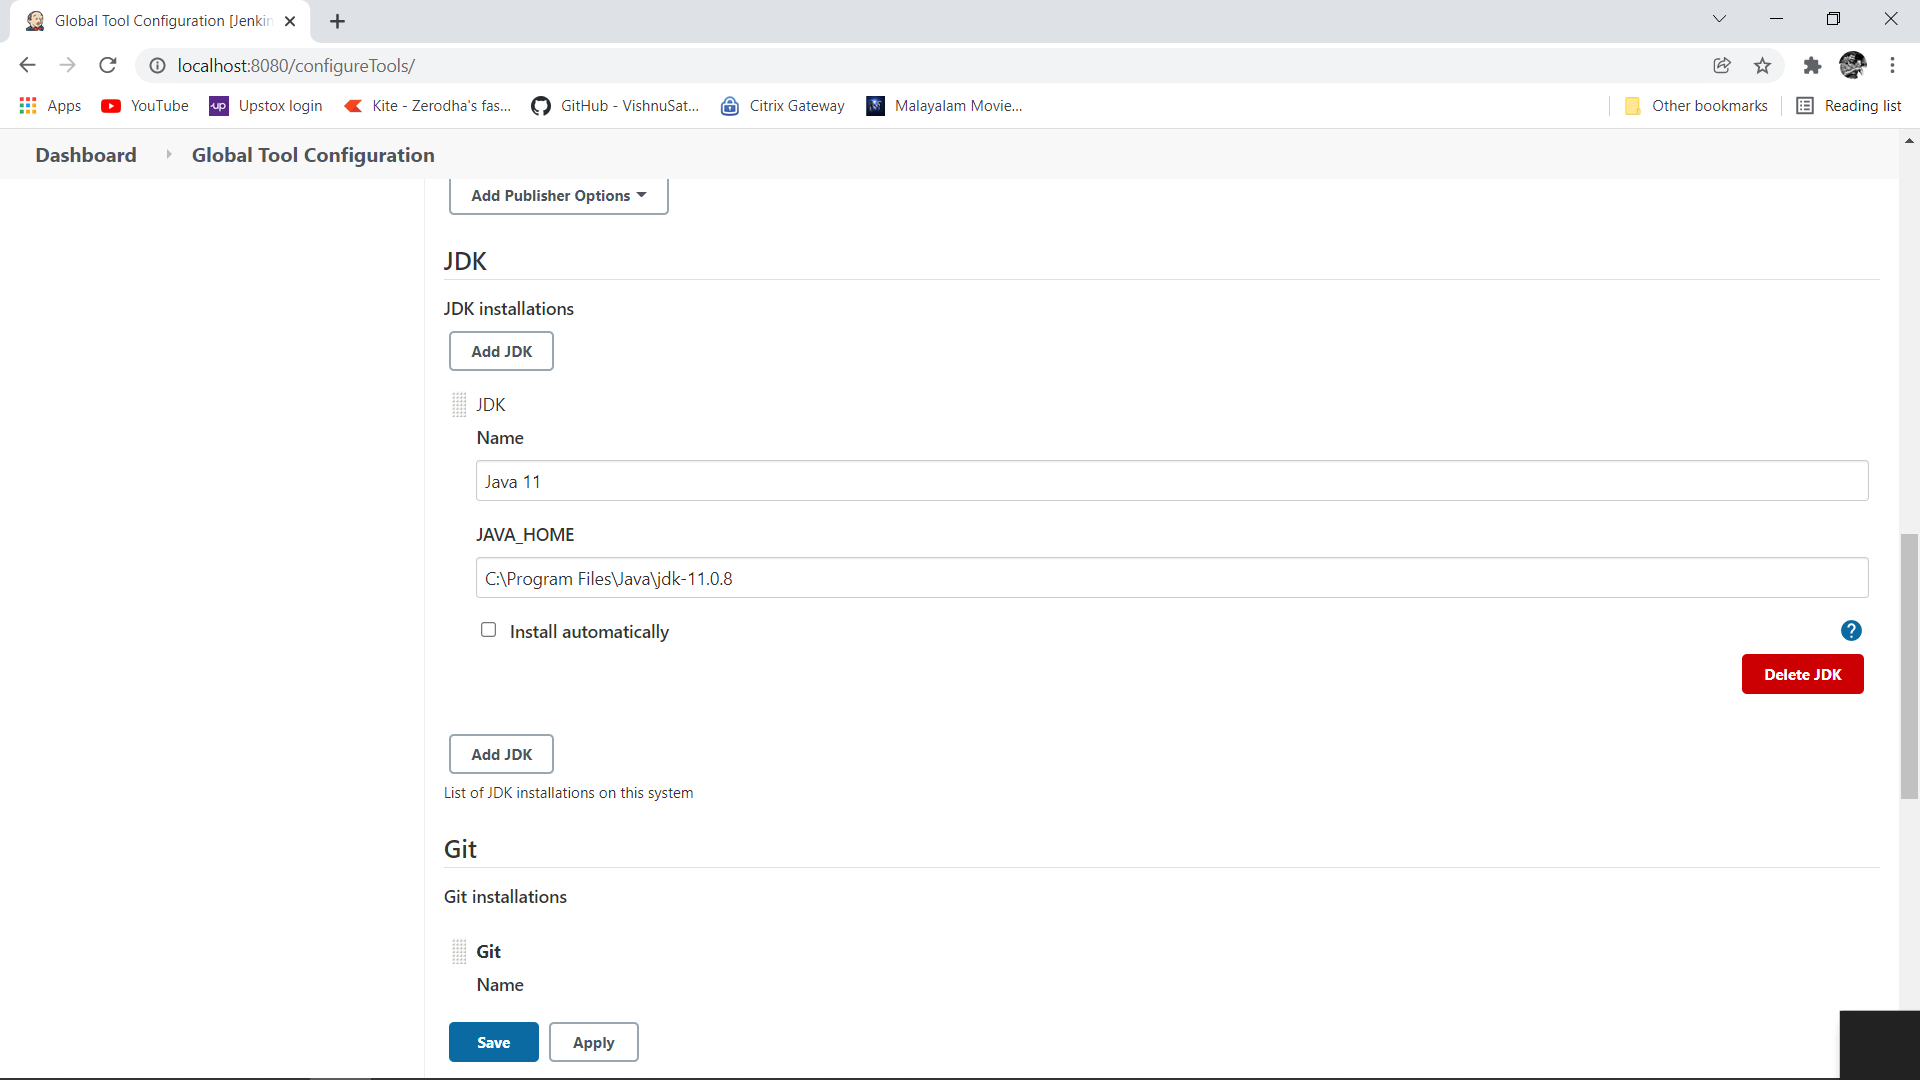 Global Tool Configuration [Jenkin
localhost:8080/configureTools/
Apps YouTube Upstox login Kite - Zerodha's fas... GitHub - VishnuSat... Citrix Gateway Malayalam Movie... Other bookmarks Reading list
Dashboard Global Tool Configuration
Add Publisher Options
JDK
JDK installations
Add JDK
JDK
Name
Java 11
JAVA_HOME
C:\Program Files\Java\jdk-11.0.8
Install automatically
?
Delete JDK
Add JDK
List of JDK installations on this system
Git
Git installations
Git
Name
Save Apply